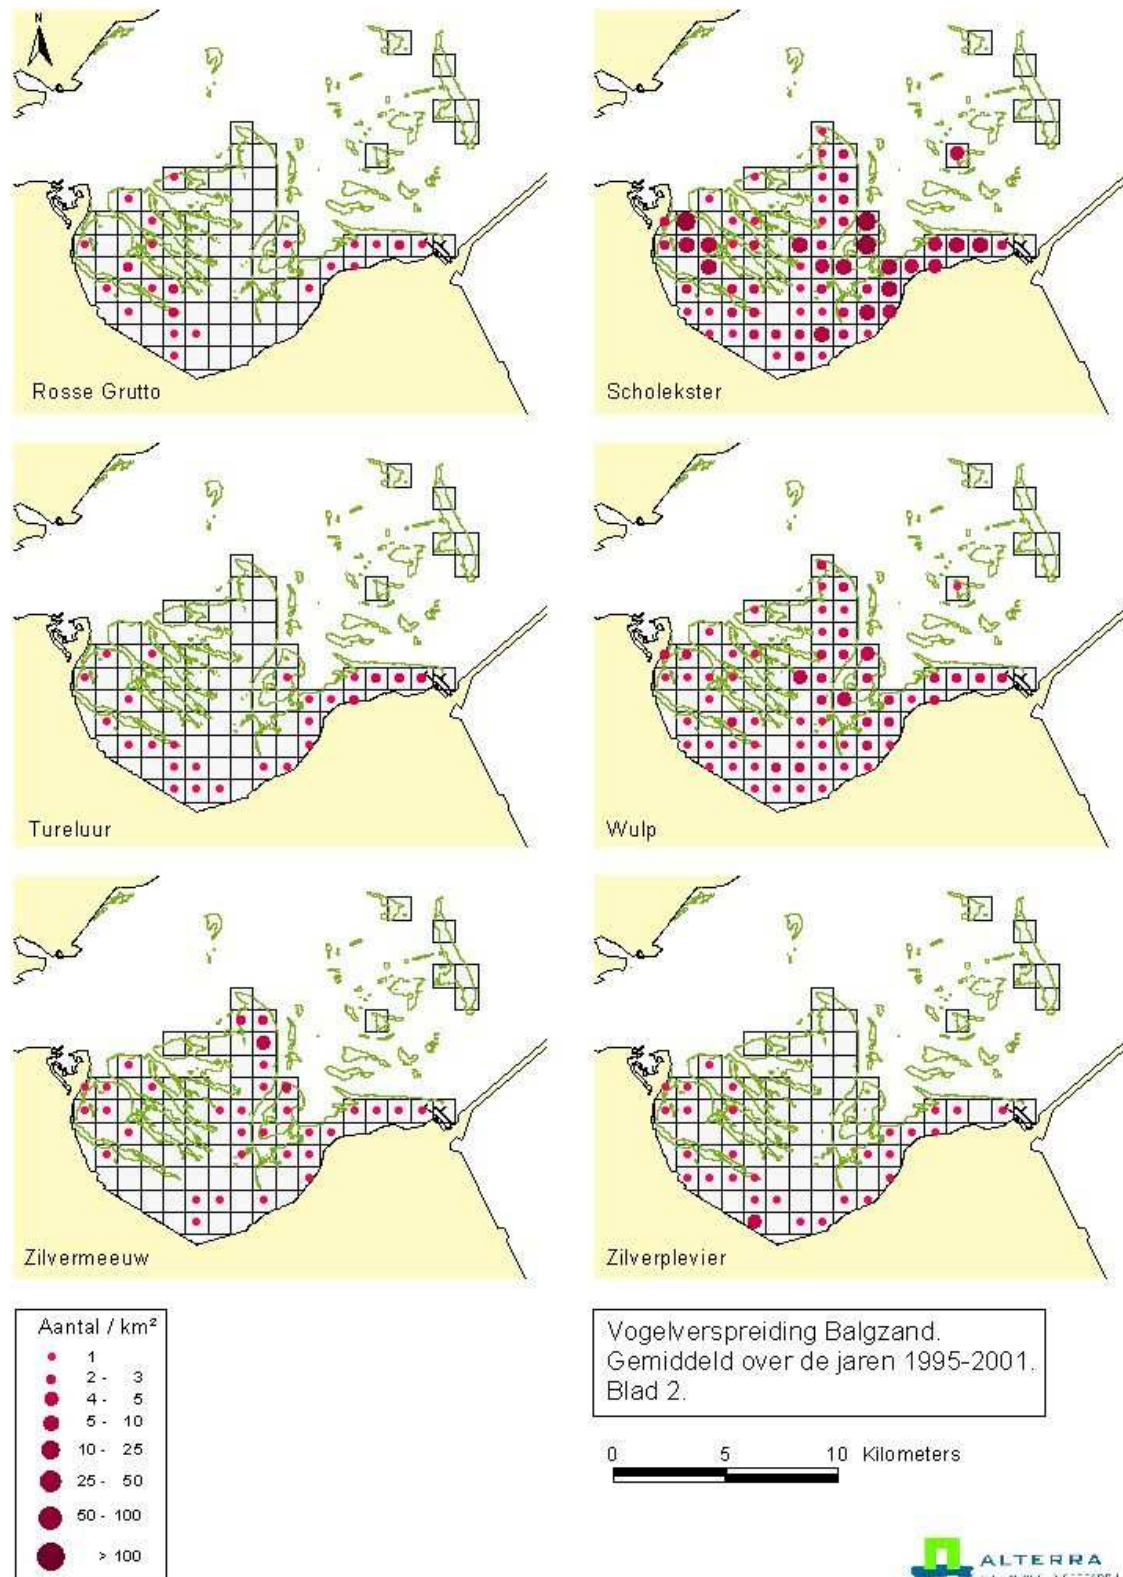 N
Rosse Grutto
Scholekster
Tureluur
Wulp
Zilvermeeuw
Zilverplevier
Aantal / km²
1
2 - 3
4 - 5
5 - 10
10 - 25
25 - 50
50 - 100
> 100
Vogelverspreiding Balgzand.
Gemiddeld over de jaren 1995-2001.
Blad 2.
0 5 10 Kilometers
ALTERRA